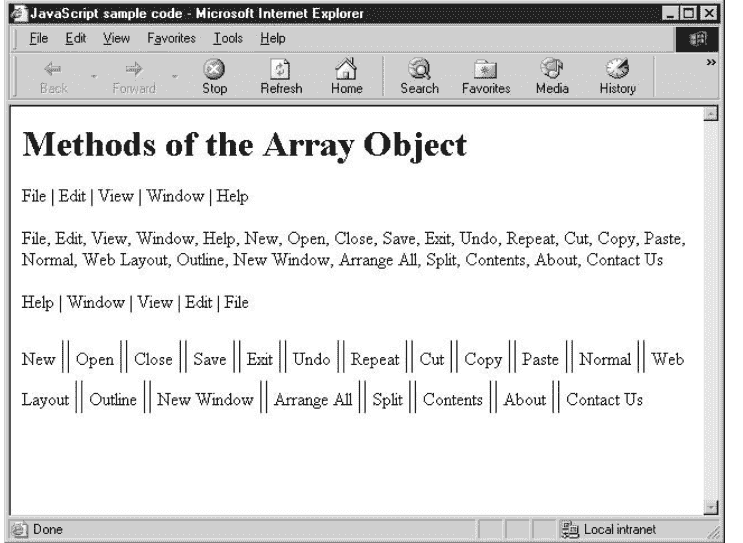 JavaScript sample code - Microsoft Internet Explorer
File Edit View Favorites Tools Help
Back Forward Stop Refresh Home Search Favorites Media History »
Methods of the Array Object
File | Edit | View | Window | Help
File, Edit, View, Window, Help, New, Open, Close, Save, Exit, Undo, Repeat, Cut, Copy, Paste,
Normal, Web Layout, Outline, New Window, Arrange All, Split, Contents, About, Contact Us
Help | Window | View | Edit | File
New || Open || Close || Save || Exit || Undo || Repeat || Cut || Copy || Paste || Normal || Web
Layout || Outline || New Window || Arrange All || Split || Contents || About || Contact Us
Done Local intranet